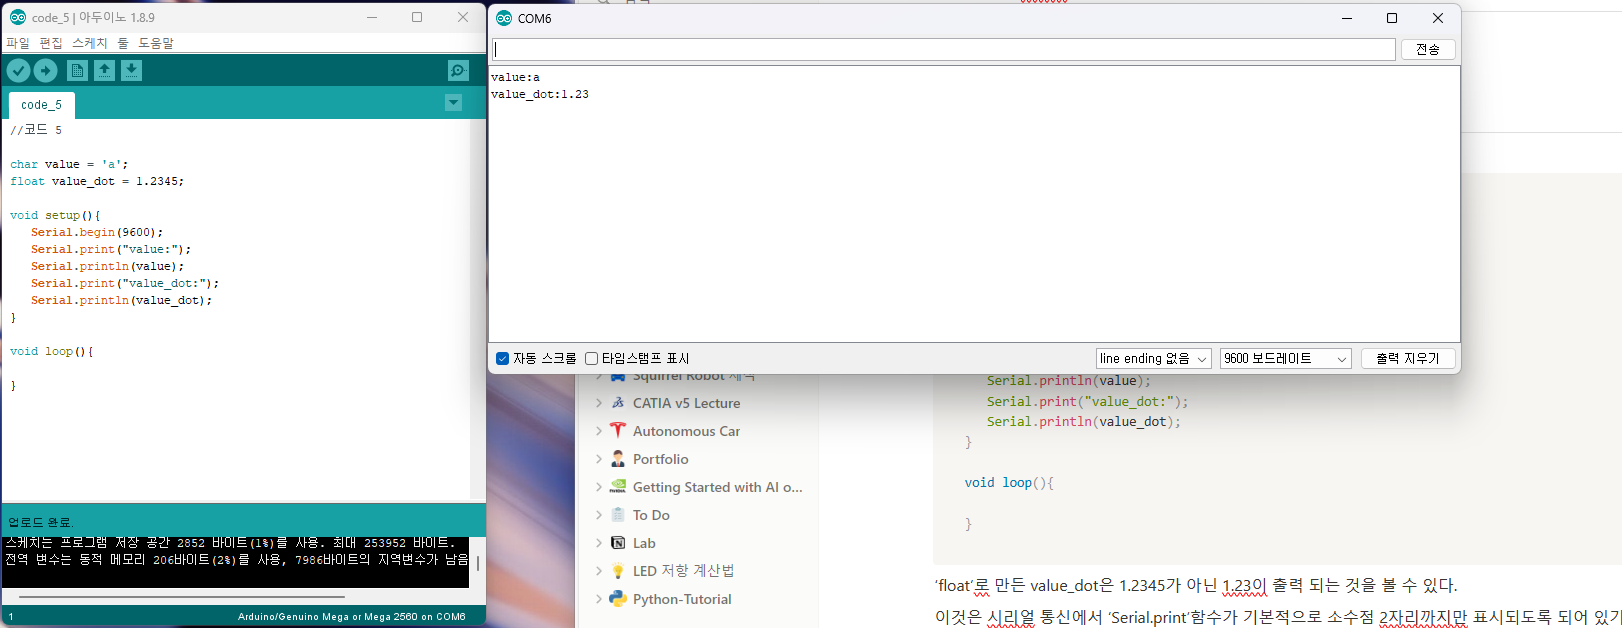 code_5 | 아두이노 1.8.9
파일 편집 스케치 툴 도움말
code_5
//코드 5
char value = 'a';
float value_dot = 1.2345;
void setup(){
Serial.begin(9600);
Serial.print("value:");
Serial.println(value);
Serial.print("value_dot:");
Serial.println(value_dot);
}
void loop(){
}
업로드 완료.
스케치는 프로그램 저장 공간 2852 바이트(1%)를 사용. 최대 253952 바이트.
전역 변수는 동적 메모리 206바이트(2%)를 사용, 7986바이트의 지역변수가 남음
1
Arduino/Genuino Mega or Mega 2560 on COM6
COM6
전송
value:a
value_dot:1.23
자동 스크롤
타임스탬프 표시
line ending 없음
9600 보드레이트
출력 지우기
Squirrel Robot
CATIA v5 Lecture
Autonomous Car
Portfolio
Getting Started with AI o...
To Do
Lab
LED 저항 계산법
Python-Tutorial
Serial.println(value);
Serial.print("value_dot:");
Serial.println(value_dot);
}
void loop(){
}
'float'로 만든 value_dot은 1.2345가 아닌 1.23이 출력 되는 것을 볼 수 있다.
이것은 시리얼 통신에서 'Serial.print'함수가 기본적으로 소수점 2자리까지만 표시되도록 되어 있기